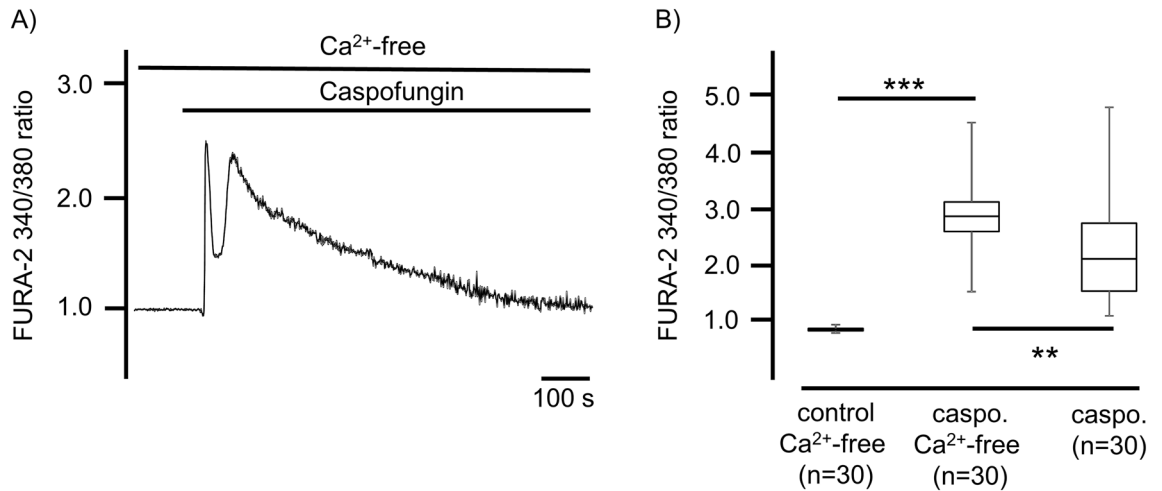 A)
Ca²⁺-free
Caspofungin
FURA-2 340/380 ratio
3.0
2.0
1.0
100 s
B)
FURA-2 340/380 ratio
5.0
4.0
3.0
2.0
1.0
***
**
control
Ca²⁺-free
(n=30)
caspo.
Ca²⁺-free
(n=30)
caspo.
(n=30)